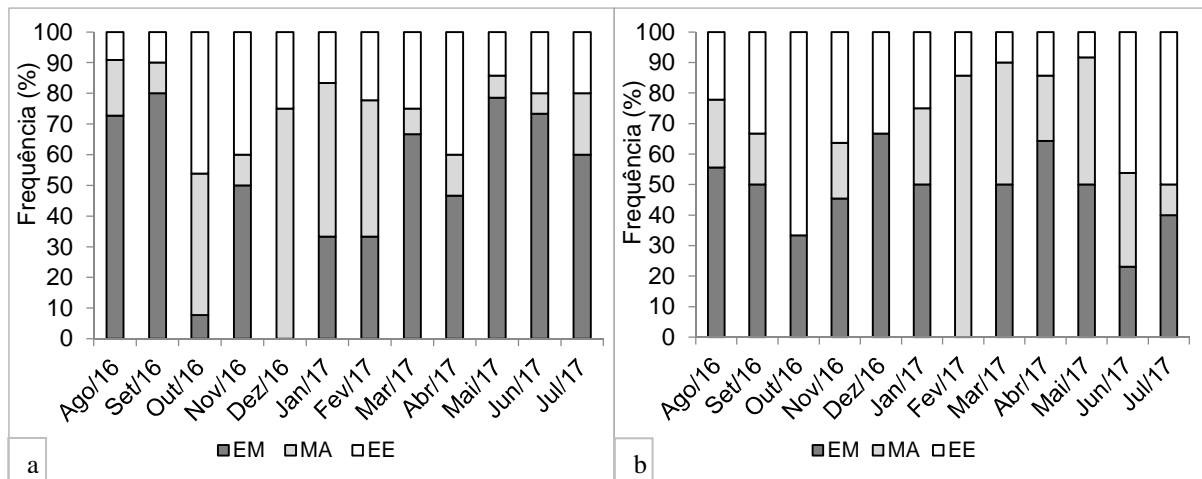 Frequência (%)
100
90
80
70
60
50
40
30
20
10
0
Ago/16
Set/16
Out/16
Nov/16
Dez/16
Jan/17
Fev/17
Mar/17
Abr/17
Mai/17
Jun/17
Jul/17
EM MA EE
a
Frequência (%)
100
90
80
70
60
50
40
30
20
10
0
Ago/16
Set/16
Out/16
Nov/16
Dez/16
Jan/17
Fev/17
Mar/17
Abr/17
Mai/17
Jun/17
Jul/17
EM MA EE
b